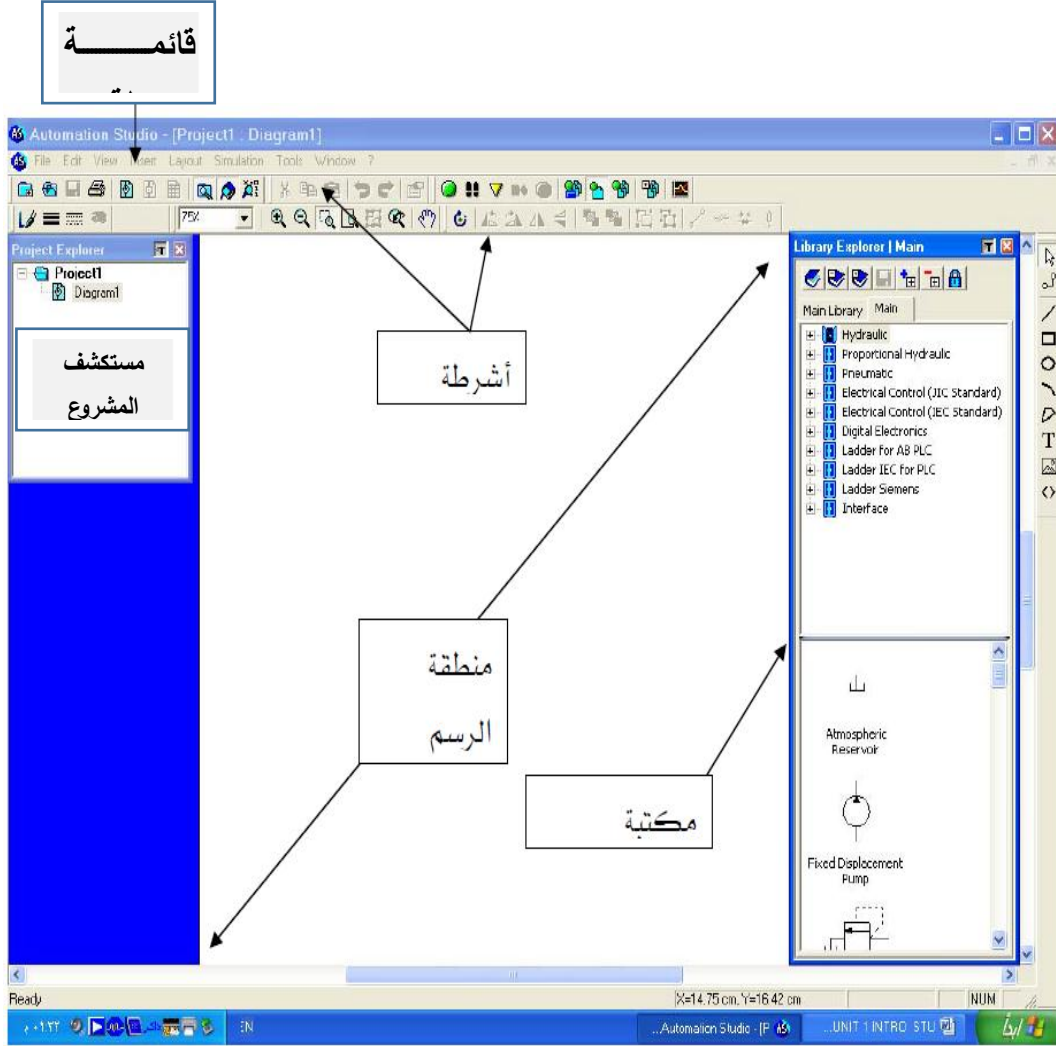 قائمة
Automation Studio - [Project1 : Diagram1]
File Edit View Insert Layout Simulation Tools Window ?
75%
Project Explorer
Project1
Diagram1
مستكشف
المشروع
أشرطة
Library Explorer | Main
Main Library Main
Hydraulic
Proportional Hydraulic
Pneumatic
Electrical Control (JIC Standard)
Electrical Control (IEC Standard)
Digital Electronics
Ladder for AB PLC
Ladder IEC for PLC
Ladder Siemens
Interface
منطقة
الرسم
مكتبة
Atmospheric
Reservoir
Fixed Displacement
Pump
Ready
X=14.75 cm, Y=16.42 cm
NUM
EN
...Automation Studio - [P
...UNIT 1 INTRO STU
ابدأ